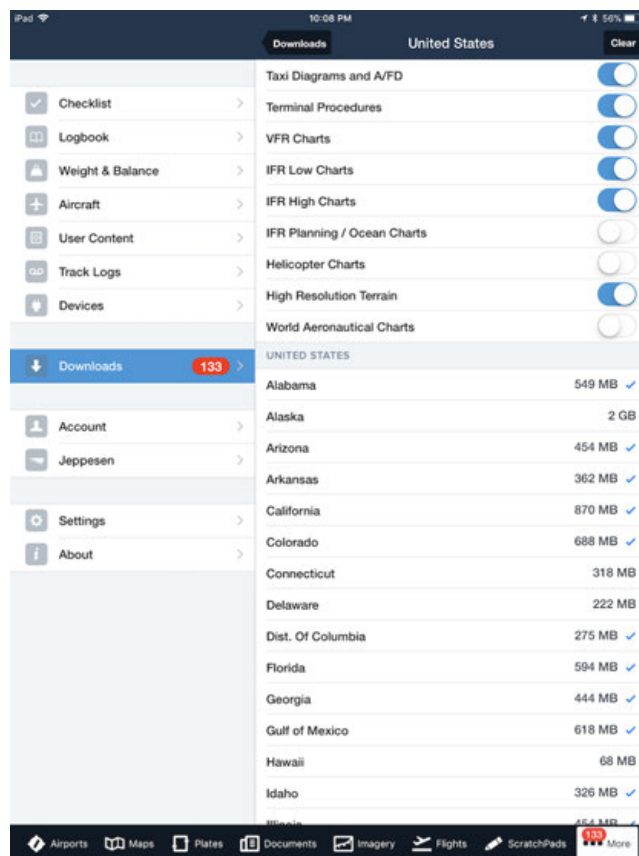 iPad
10:08 PM
56%
Downloads
United States
Clear
Checklist
Logbook
Weight & Balance
Aircraft
User Content
Track Logs
Devices
Downloads
133
Account
Jeppesen
Settings
About
Taxi Diagrams and A/FD
Terminal Procedures
VFR Charts
IFR Low Charts
IFR High Charts
IFR Planning / Ocean Charts
Helicopter Charts
High Resolution Terrain
World Aeronautical Charts
UNITED STATES
Alabama 549 MB
Alaska 2 GB
Arizona 454 MB
Arkansas 362 MB
California 870 MB
Colorado 688 MB
Connecticut 318 MB
Delaware 222 MB
Dist. Of Columbia 275 MB
Florida 594 MB
Georgia 444 MB
Gulf of Mexico 618 MB
Hawaii 68 MB
Idaho 326 MB
Airports
Maps
Plates
Documents
Imagery
Flights
ScratchPads
133
More